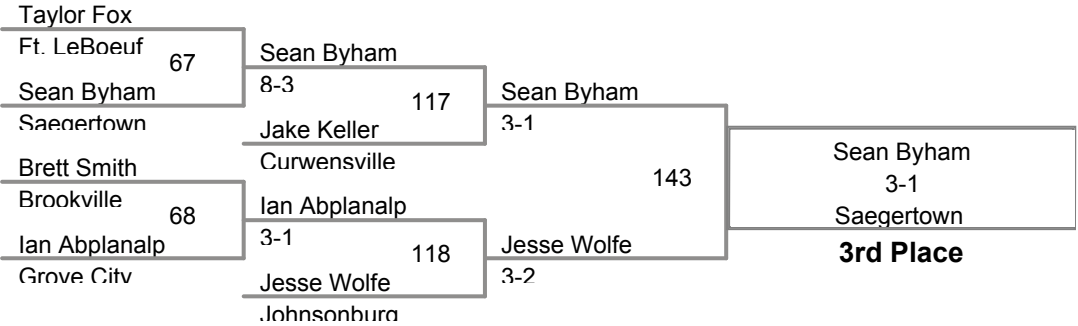 Taylor Fox
Ft. LeBoeuf
67
Sean Byham
Saegertown
Brett Smith
Brookville
68
Ian Abplanalp
Grove City
Sean Byham
8-3
117
Jake Keller
Curwensville
Ian Abplanalp
3-1
118
Jesse Wolfe
Johnsonburg
Sean Byham
3-1
143
Jesse Wolfe
3-2
Sean Byham
3-1
Saegertown
3rd Place